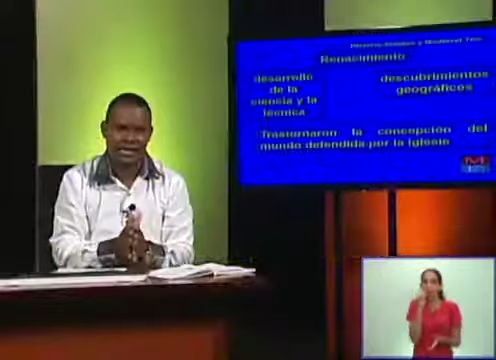 Renacimiento
desarrollo
de la
ciencia y la
técnica
descubrimientos
geográficos
Trastornaron la concepción del
mundo defendida por la iglesia